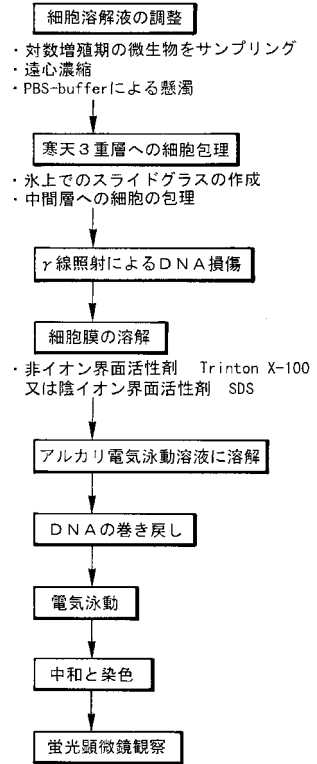 細胞溶解液の調整
・対数増殖期の微生物をサンプリング
・遠心濃縮
・PBS-bufferによる懸濁
寒天３重層への細胞包理
・氷上でのスライドグラスの作成
・中間層への細胞の包理
γ線照射によるＤＮＡ損傷
細胞膜の溶解
・非イオン界面活性剤　Trinton X-100
又は陰イオン界面活性剤　SDS
アルカリ電気泳動溶液に溶解
ＤＮＡの巻き戻し
電気泳動
中和と染色
蛍光顕微鏡観察